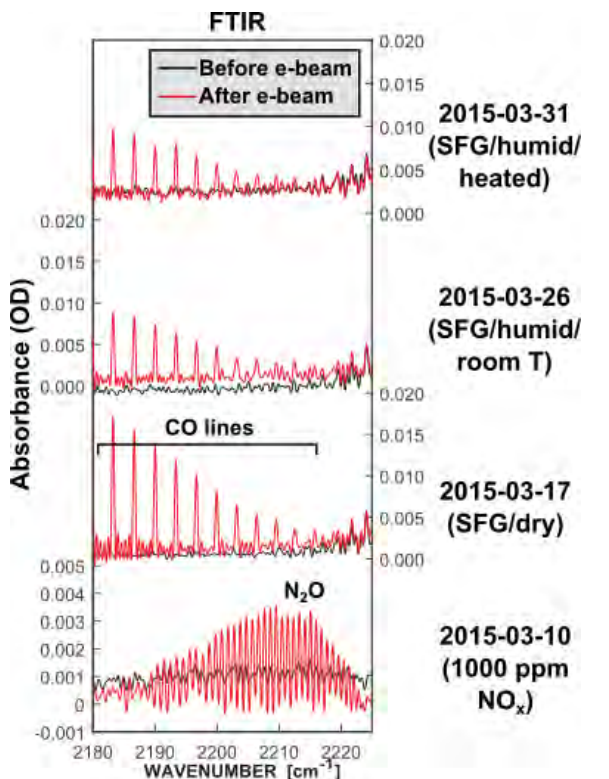 FTIR
Before e-beam
After e-beam
0.020
0.015
0.010
0.005
0.000
2015-03-31
(SFG/humid/
heated)
Absorbance (OD)
0.020
0.015
0.010
0.005
0.000
2015-03-26
(SFG/humid/
room T)
CO lines
0.020
0.015
0.010
0.005
0.000
2015-03-17
(SFG/dry)
N₂O
0.005
0.004
0.003
0.002
0.001
0
-0.001
2015-03-10
(1000 ppm
NOₓ)
2180 2190 2200 2210 2220
WAVENUMBER [cm⁻¹]